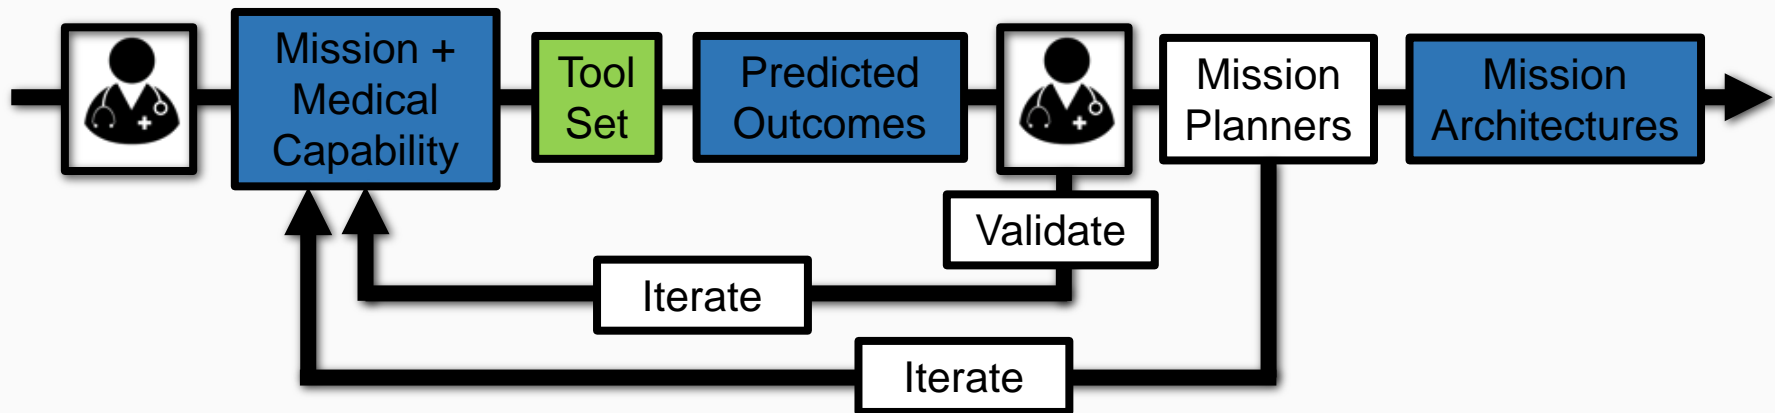 Mission +
Medical
Capability
Tool
Set
Predicted
Outcomes
Mission
Planners
Mission
Architectures
Validate
Iterate
Iterate